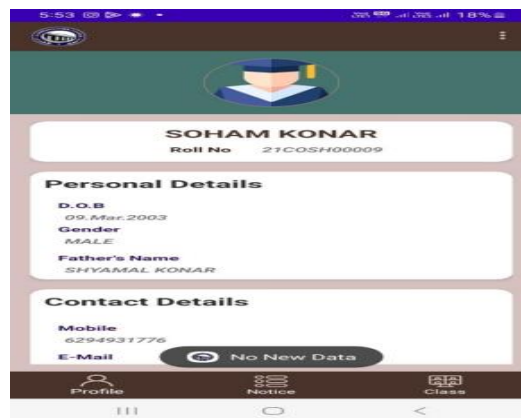 5:53
18%
SOHAM KONAR
Roll No 21COSH00009
Personal Details
D.O.B
09.Mar.2003
Gender
MALE
Father's Name
SHYAMAL KONAR
Contact Details
Mobile
6294931776
E-Mail
No New Data
Profile Notice Class